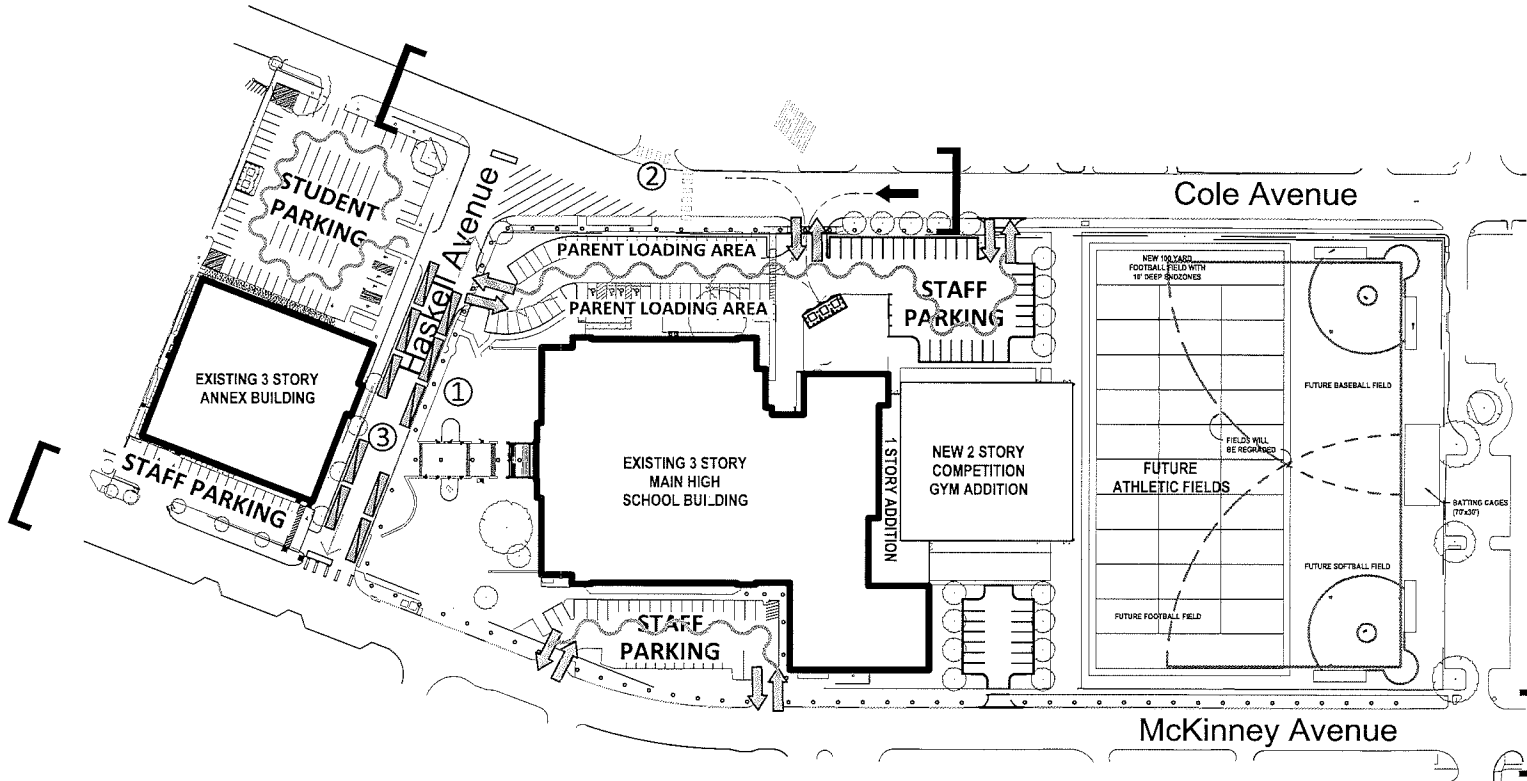 Cole Avenue
②
STUDENT
PARKING
Haskell Avenue
PARENT LOADING AREA
PARENT LOADING AREA
STAFF
PARKING
NEW 100 YARD
FOOTBALL FIELD WITH
10' DEEP ENDZONES
EXISTING 3 STORY
ANNEX BUILDING
①
③
STAFF PARKING
EXISTING 3 STORY
MAIN HIGH
SCHOOL BUILDING
1 STORY ADDITION
NEW 2 STORY
COMPETITION
GYM ADDITION
FUTURE BASEBALL FIELD
FIELDS WILL
BE REGRADED
FUTURE
ATHLETIC FIELDS
BATTING CAGES
(70'x30')
FUTURE SOFTBALL FIELD
FUTURE FOOTBALL FIELD
STAFF
PARKING
McKinney Avenue